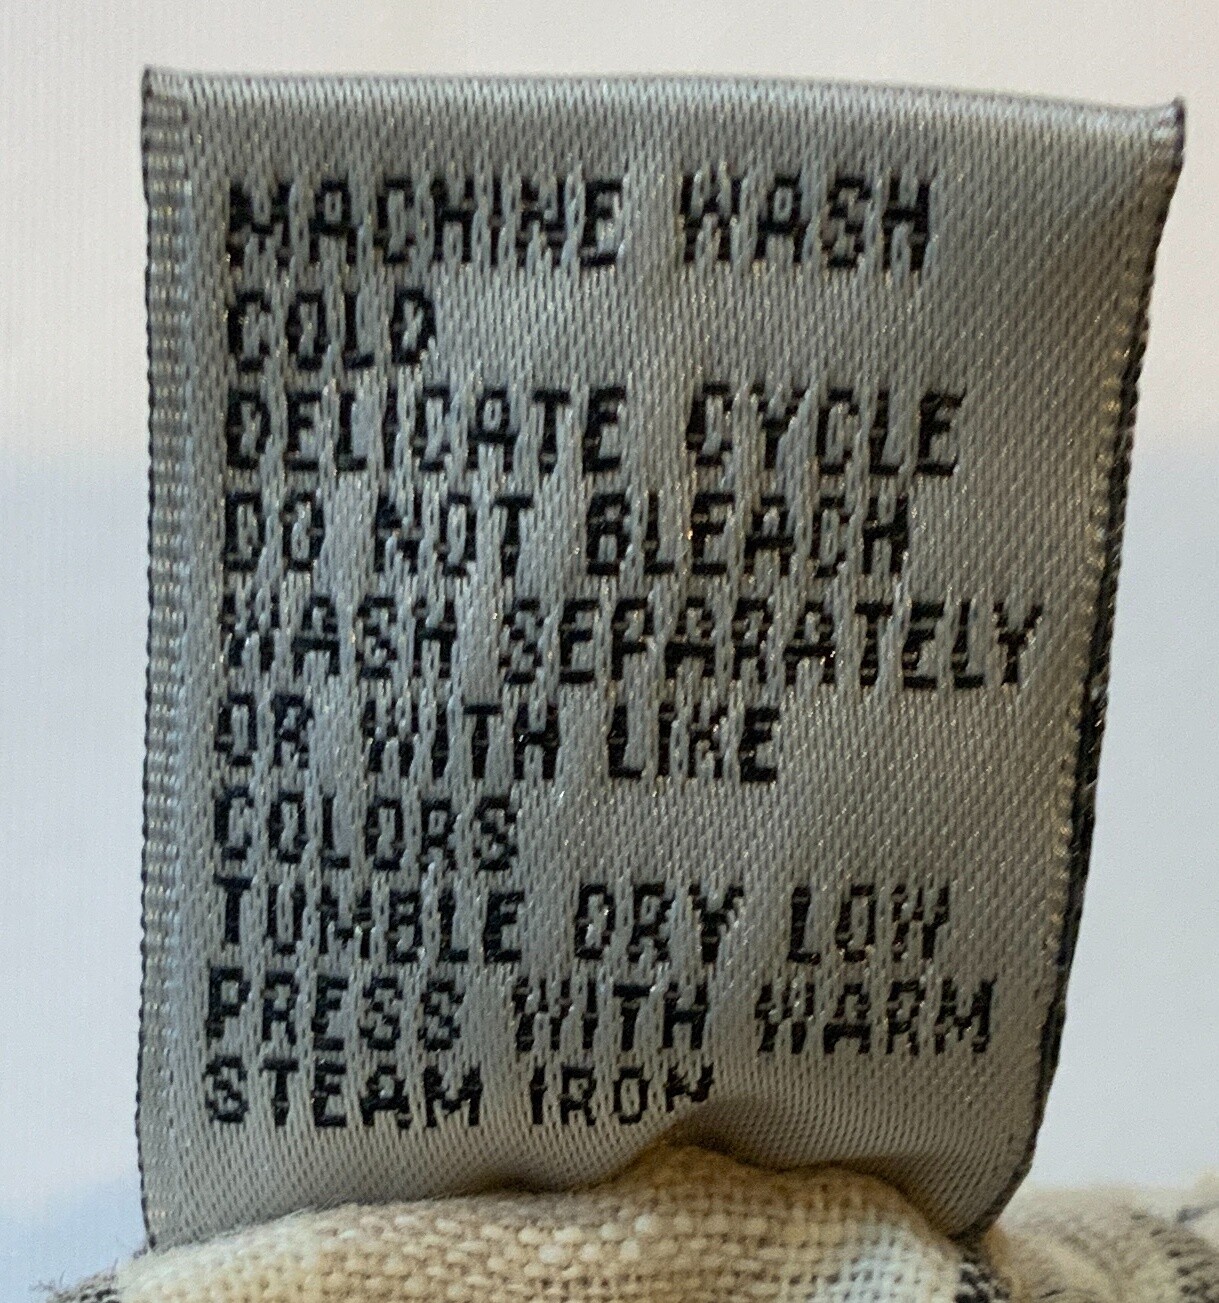 MACHINE WASH
COLD
DELICATE CYCLE
DO NOT BLEACH
WASH SEPARATELY
OR WITH LIKE
COLORS
TUMBLE DRY LOW
PRESS WITH WARM
STEAM IRON